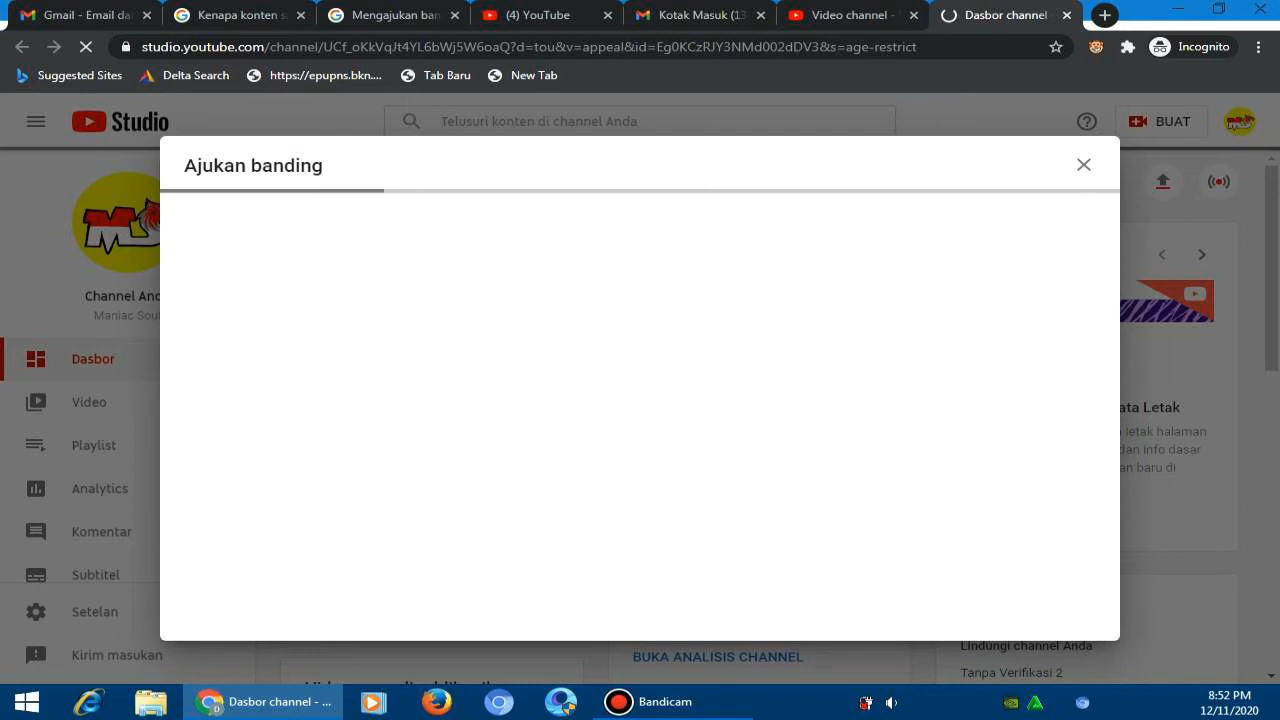 Gmail - Email da
Kenapa konten s
Mengajukan ban
(4) YouTube
Kotak Masuk (13
Video channel -
Dasbor channel
studio.youtube.com/channel/UCf_oKkVqJt4YL6bWZMV6oaQ?d=tou&v=appeal&id=Eg0KCzRJY3NMd002dDV3&s=age-restrict
Incognito
Suggested Sites
Delta Search
https://epupns.bkn....
Tab Baru
New Tab
Studio
Telusuri konten di channel Anda
BUAT
Ajukan banding
Channel And
Maniac Soul
Dasbor
Video
Playlist
Analytics
Komentar
Subtitel
Setelan
Kirim masukan
ata Letak
letak halaman
dan info dasar
an baru di
BUKA ANALISIS CHANNEL
Lindungi channel Anda
Tanpa Verifikasi 2
Dasbor channel - ...
Bandicam
8:52 PM
12/11/2020